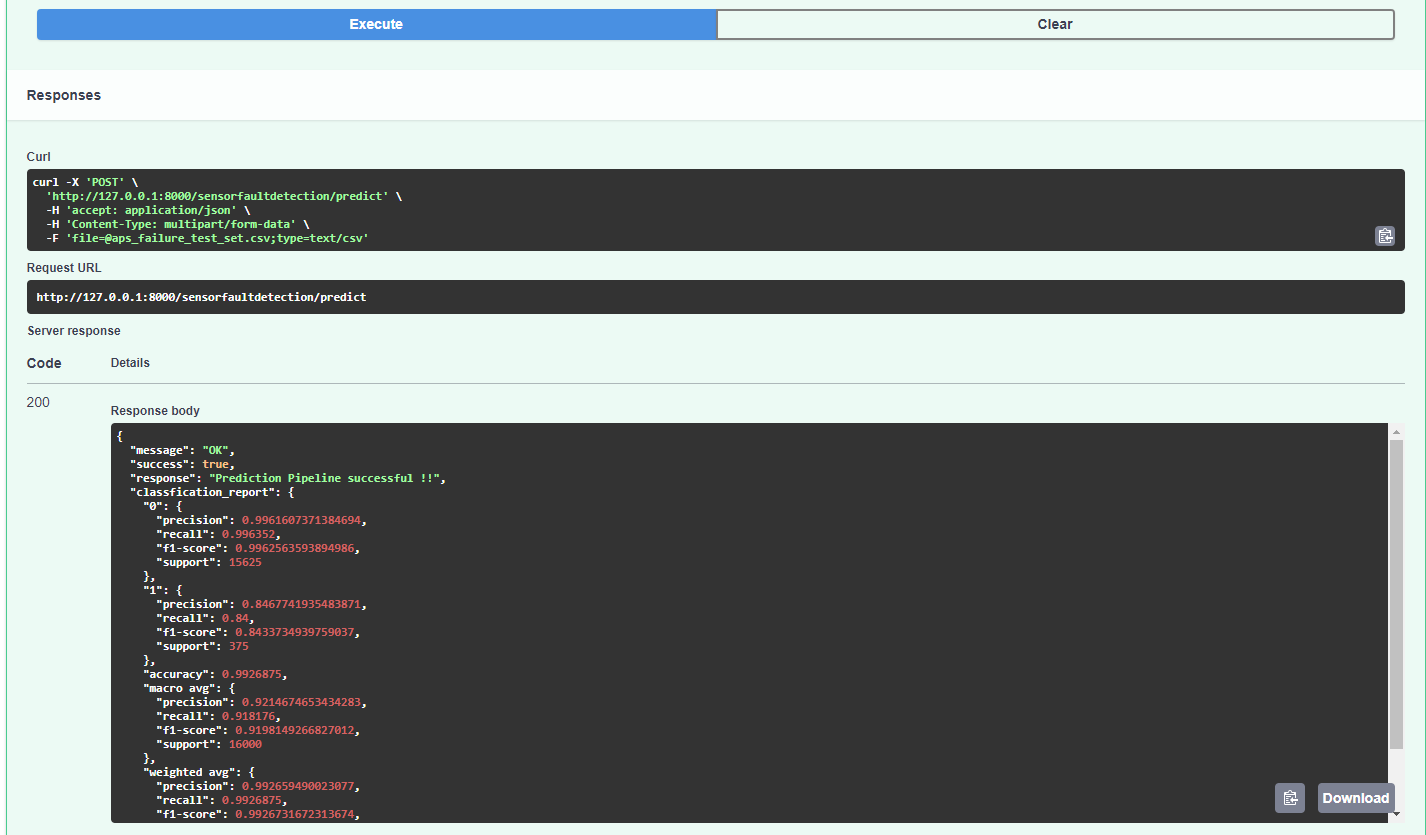 Execute
Clear
Responses
Curl
curl -X 'POST' \
  'http://127.0.0.1:8000/sensorfaultdetection/predict' \
  -H 'accept: application/json' \
  -H 'Content-Type: multipart/form-data' \
  -F 'file=@aps_failure_test_set.csv;type=text/csv'
Request URL
http://127.0.0.1:8000/sensorfaultdetection/predict
Server response
Code Details
200
Response body
{
  "message": "OK",
  "success": true,
  "response": "Prediction Pipeline successful !!",
  "classfication_report": {
    "0": {
      "precision": 0.9961607371384694,
      "recall": 0.996352,
      "f1-score": 0.9962563593894986,
      "support": 15625
    },
    "1": {
      "precision": 0.8467741935483871,
      "recall": 0.84,
      "f1-score": 0.8433734939759037,
      "support": 375
    },
    "accuracy": 0.9926875,
    "macro avg": {
      "precision": 0.9214674653434283,
      "recall": 0.918176,
      "f1-score": 0.9198149266827012,
      "support": 16000
    },
    "weighted avg": {
      "precision": 0.992659490023077,
      "recall": 0.9926875,
      "f1-score": 0.9926731672313674,
Download